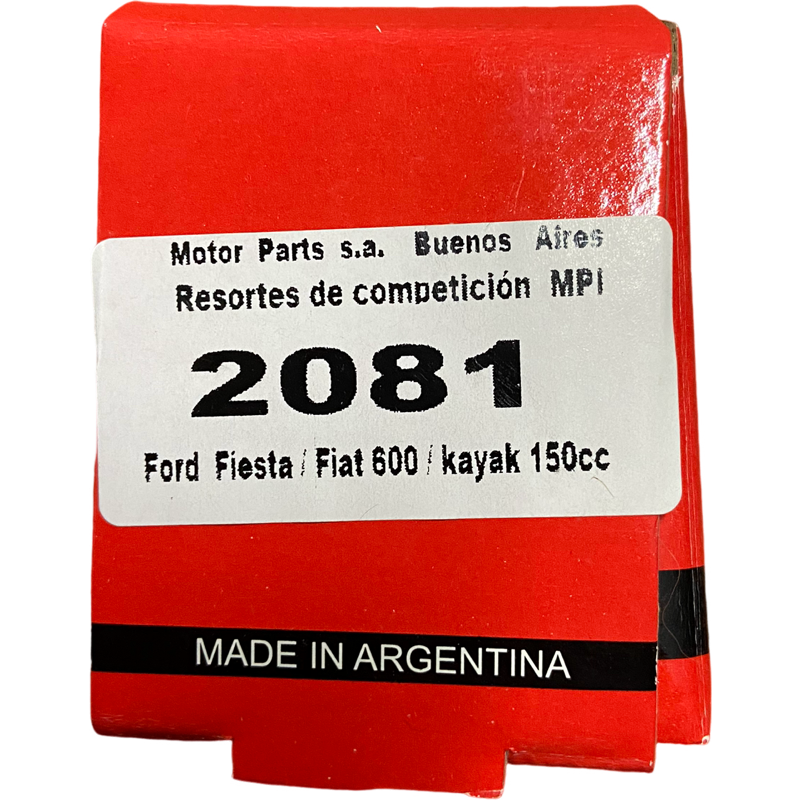 Motor Parts s.a. Buenos Aires
Resortes de competición MPI
2081
Ford Fiesta / Fiat 600 / kayak 150cc
MADE IN ARGENTINA